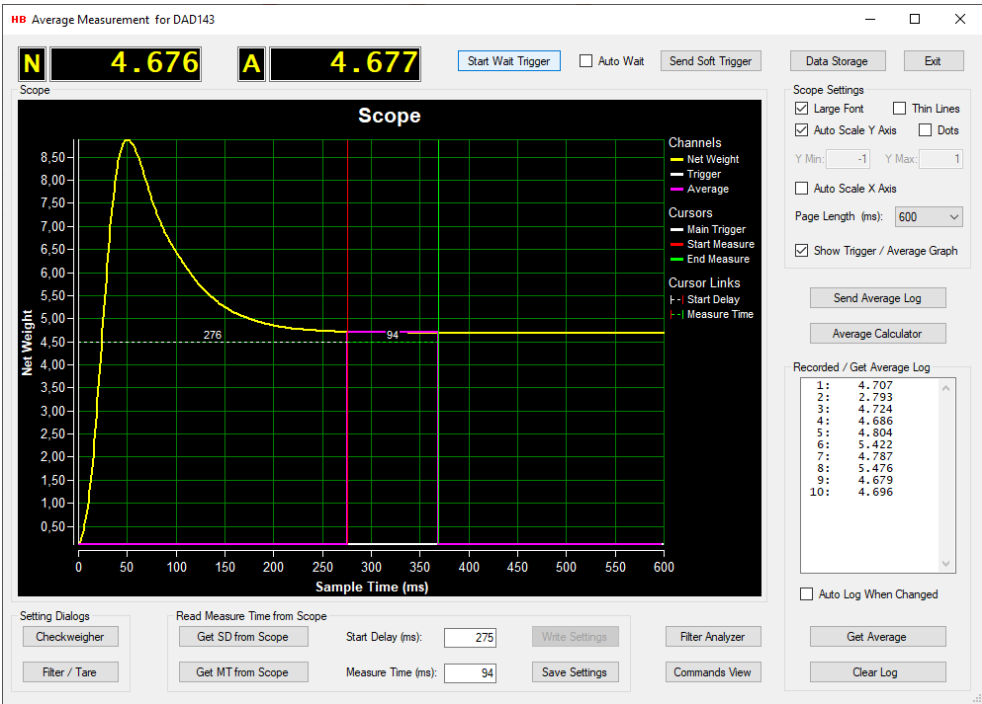 HB Average Measurement for DAD143
N 4.676 A 4.677 Start Wait Trigger Auto Wait Send Soft Trigger Data Storage Exit
Scope
Scope
Channels
Net Weight
Trigger
Average
Cursors
Main Trigger
Start Measure
End Measure
Cursor Links
Start Delay
Measure Time
Net Weight
8,50
8,00
7,50
7,00
6,50
6,00
5,50
5,00
4,50
4,00
3,50
3,00
2,50
2,00
1,50
1,00
0,50
276 94
0 50 100 150 200 250 300 350 400 450 500 550 600
Sample Time (ms)
Scope Settings
Large Font Thin Lines
Auto Scale Y Axis Dots
Y Min: -1 Y Max: 1
Auto Scale X Axis
Page Length (ms): 600
Show Trigger / Average Graph
Send Average Log
Average Calculator
Recorded / Get Average Log
1: 4.707
2: 2.793
3: 4.724
4: 4.686
5: 4.804
6: 5.422
7: 4.787
8: 5.476
9: 4.679
10: 4.696
Auto Log When Changed
Get Average
Clear Log
Setting Dialogs
Checkweigher
Filter / Tare
Read Measure Time from Scope
Get SD from Scope Start Delay (ms): 275 Write Settings
Get MT from Scope Measure Time (ms): 94 Save Settings
Filter Analyzer
Commands View